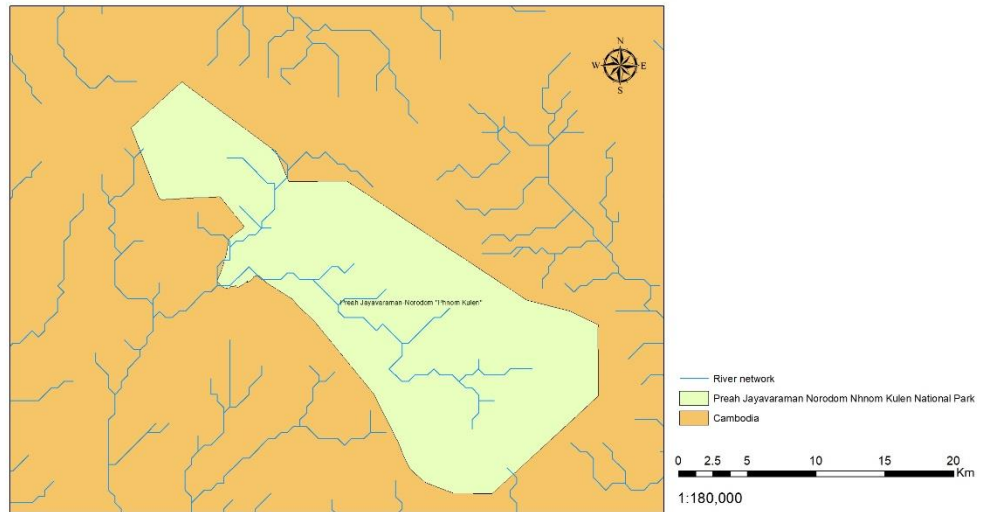 N
W E
S
Preah Jayavaraman-Norodom "Phnom Kulen"
River network
Preah Jayavaraman Norodom Nhnom Kulen National Park
Cambodia
0 2.5 5 10 15 20
Km
1:180,000